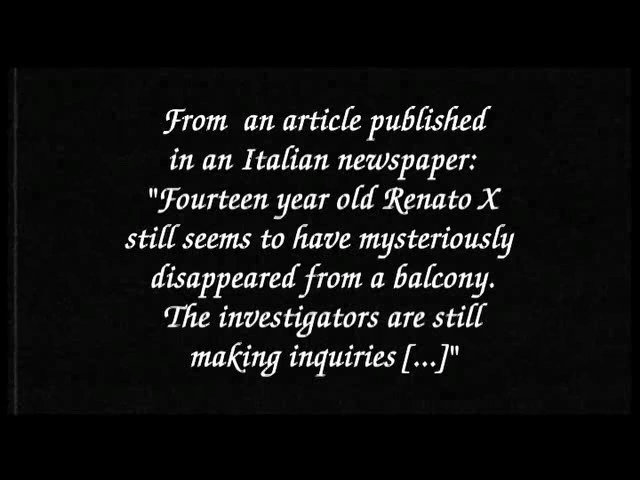 From an article published
in an Italian newspaper:
"Fourteen year old Renato X
still seems to have mysteriously
disappeared from a balcony.
The investigators are still
making inquiries [...]"